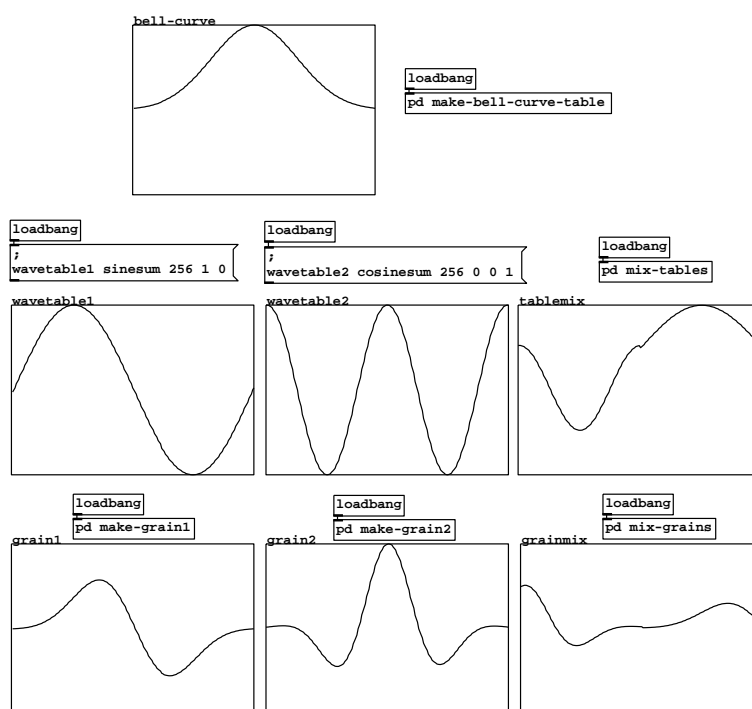 bell-curve
loadbang
pd make-bell-curve-table
loadbang
;
wavetable1 sinesum 256 1 0
loadbang
;
wavetable2 cosinesum 256 0 0 1
loadbang
pd mix-tables
wavetable1
wavetable2
tablemix
loadbang
pd make-grain1
loadbang
pd make-grain2
loadbang
pd mix-grains
grain1
grain2
grainmix